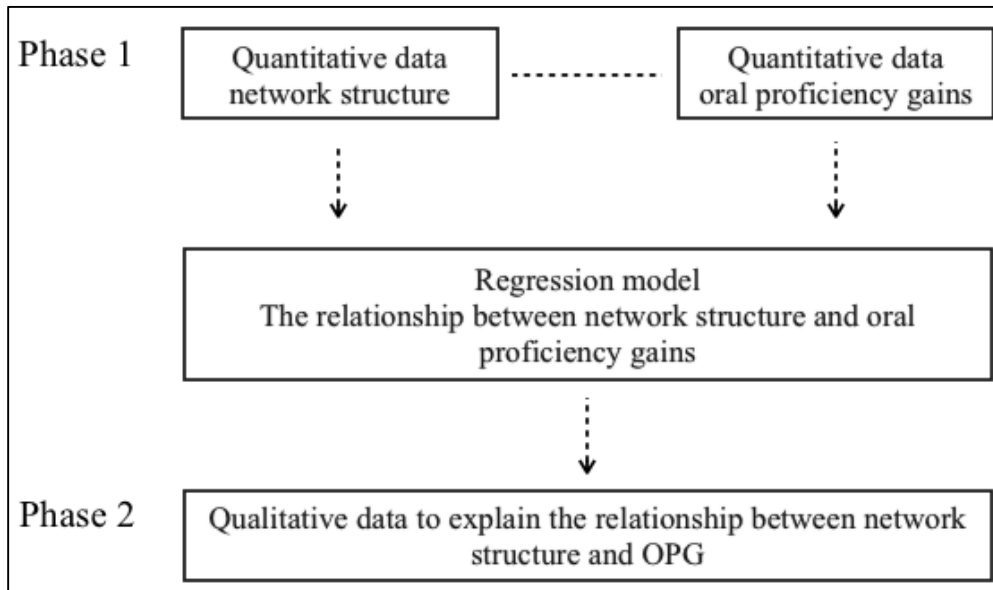 Phase 1
Quantitative data
network structure
Quantitative data
oral proficiency gains
Regression model
The relationship between network structure and oral
proficiency gains
Phase 2
Qualitative data to explain the relationship between network
structure and OPG